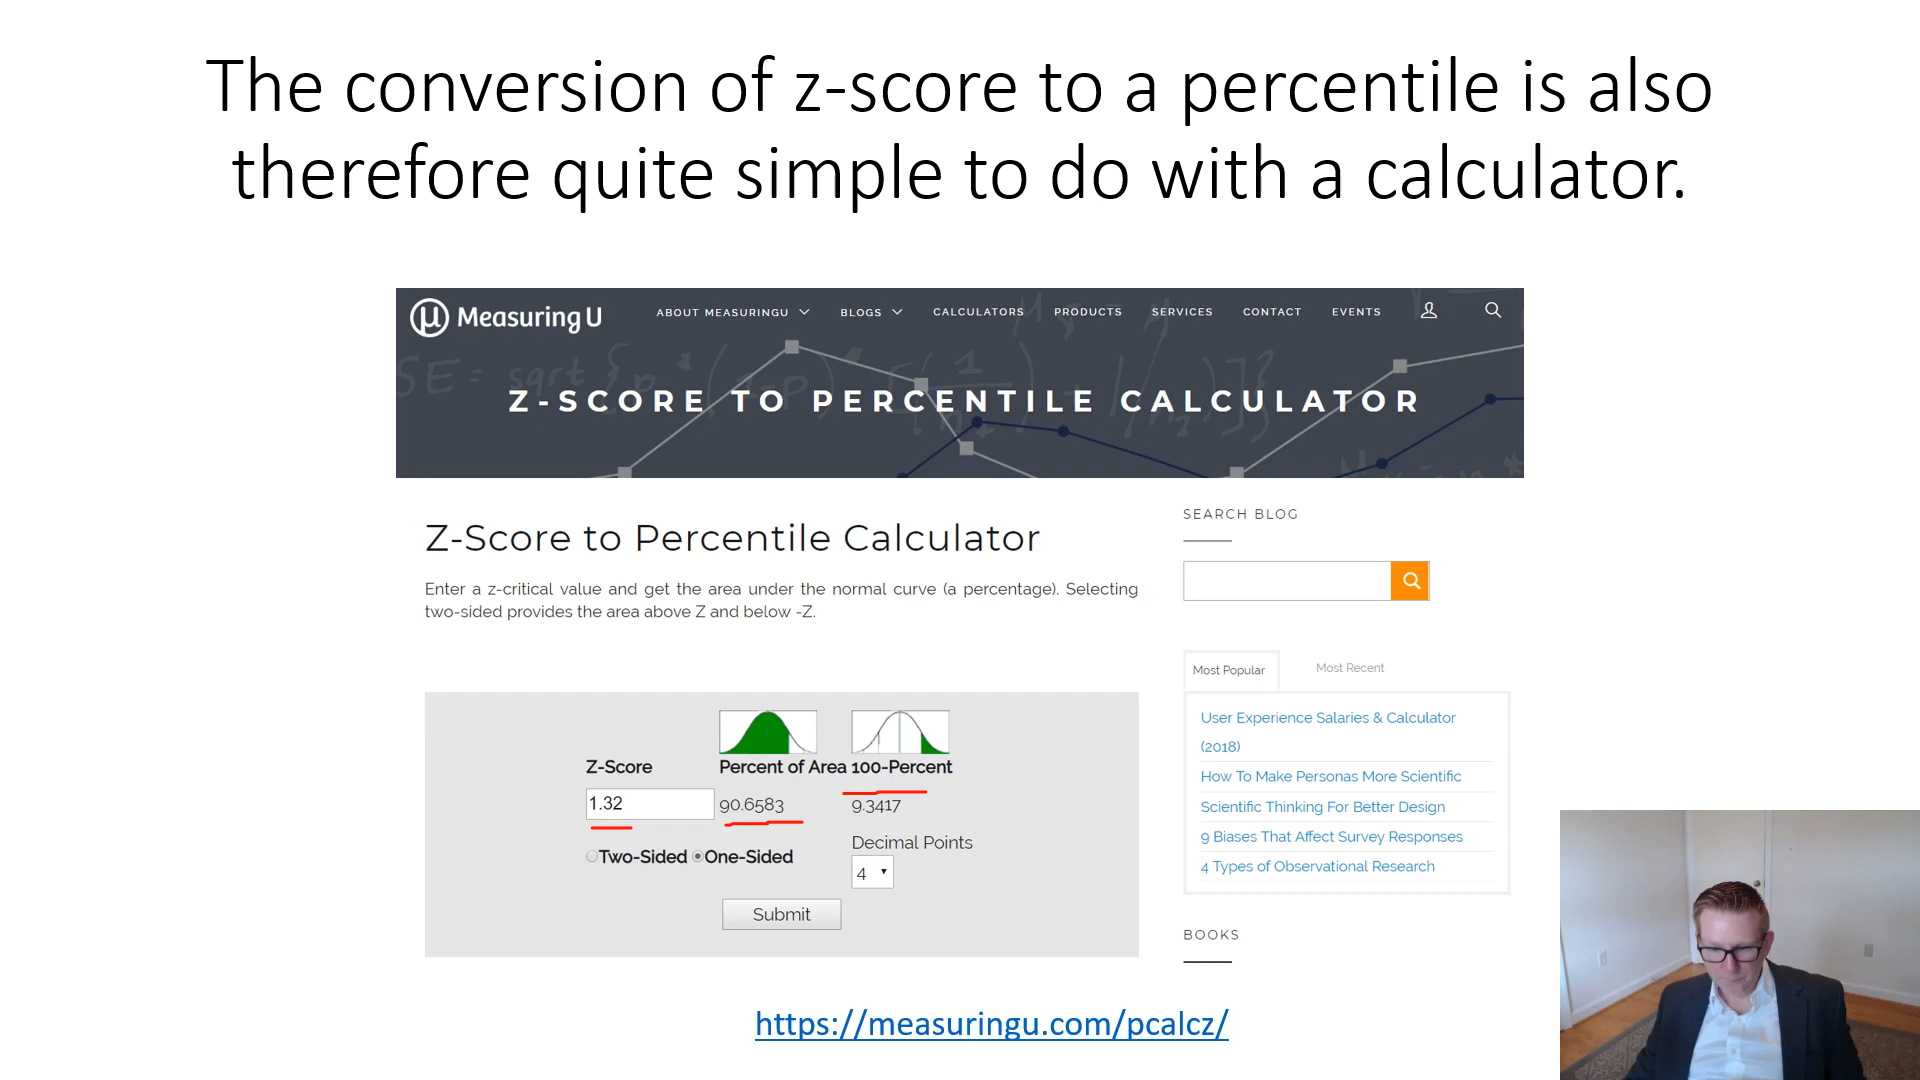 The conversion of z-score to a percentile is also
therefore quite simple to do with a calculator.
μ Measuring U
ABOUT MEASURINGU
BLOGS
CALCULATORS
PRODUCTS
SERVICES
CONTACT
EVENTS
Z-SCORE TO PERCENTILE CALCULATOR
Z-Score to Percentile Calculator
Enter a z-critical value and get the area under the normal curve (a percentage). Selecting
two-sided provides the area above Z and below -Z.
Z-Score
Percent of Area
100-Percent
1.32
90.6583
9.3417
Two-Sided
One-Sided
Decimal Points
4
Submit
SEARCH BLOG
Most Popular
Most Recent
User Experience Salaries & Calculator
(2018)
How To Make Personas More Scientific
Scientific Thinking For Better Design
9 Biases That Affect Survey Responses
4 Types of Observational Research
BOOKS
https://measuringu.com/pcalcz/